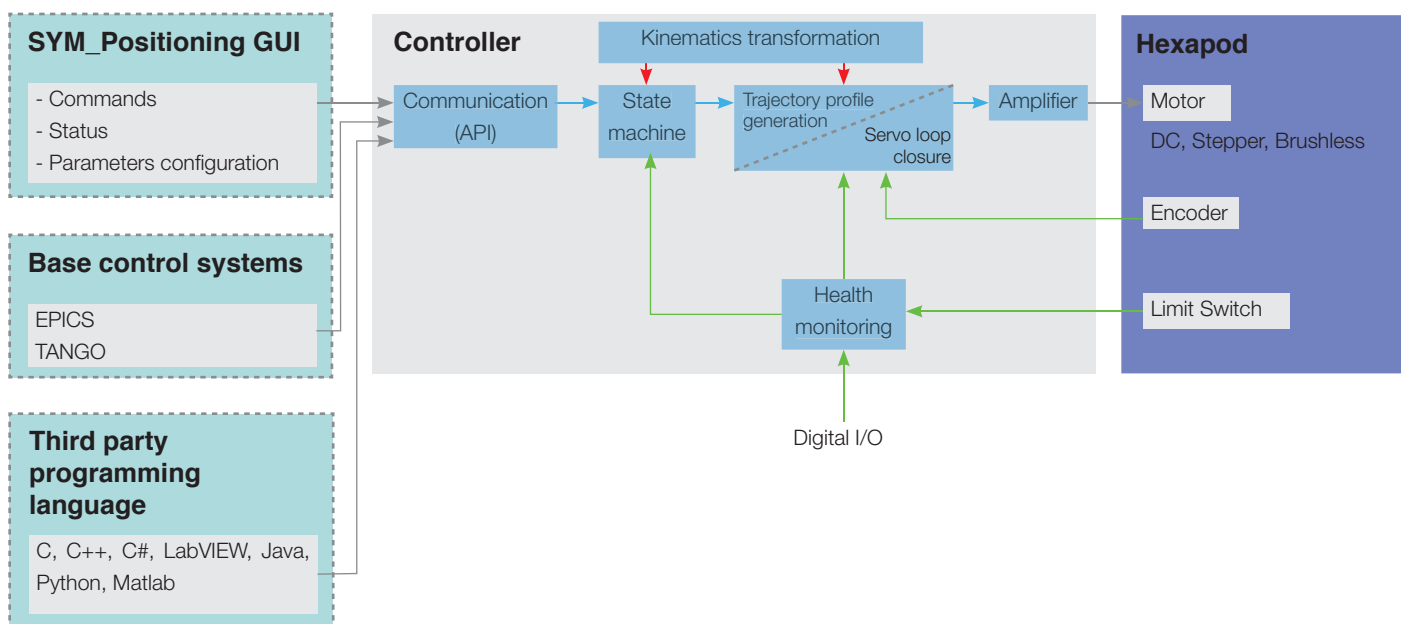 SYM_Positioning GUI
- Commands
- Status
- Parameters configuration
Base control systems
EPICS
TANGO
Third party
programming
language
C, C++, C#, LabVIEW, Java,
Python, Matlab
Controller
Kinematics transformation
Communication
(API)
State
machine
Trajectory profile
generation
Servo loop
closure
Amplifier
Health
monitoring
Digital I/O
Hexapod
Motor
DC, Stepper, Brushless
Encoder
Limit Switch